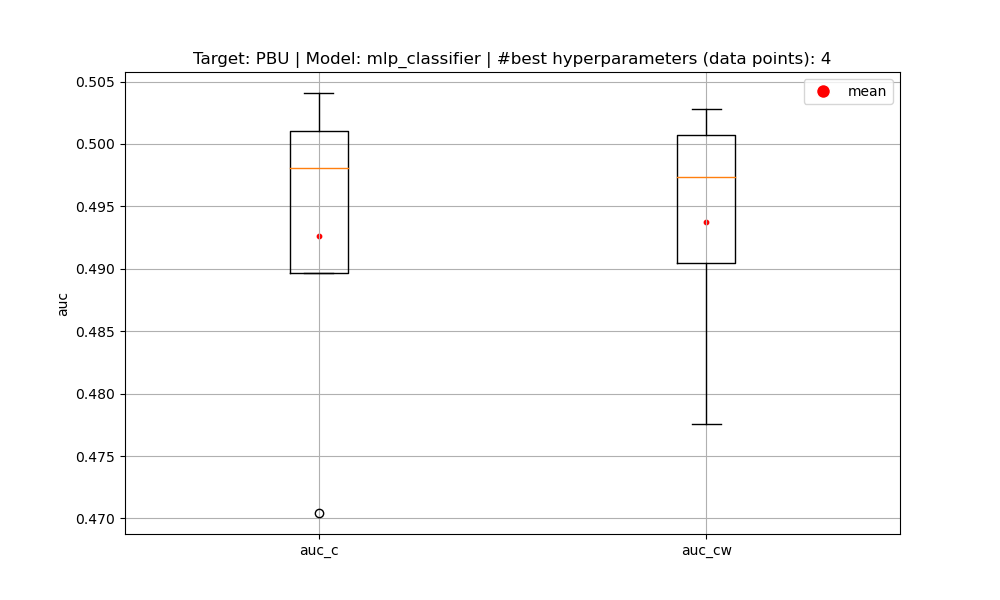 Target: PBU | Model: mlp_classifier | #best hyperparameters (data points): 4
mean
0.505
0.500
0.495
0.490
0.485
0.480
0.475
0.470
auc
auc_c
auc_cw